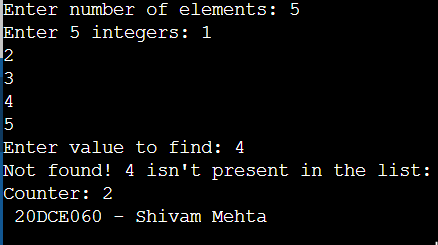 Enter number of elements: 5
Enter 5 integers: 1
2
3
4
5
Enter value to find: 4
Not found! 4 isn't present in the list:
Counter: 2
20DCE060 - Shivam Mehta